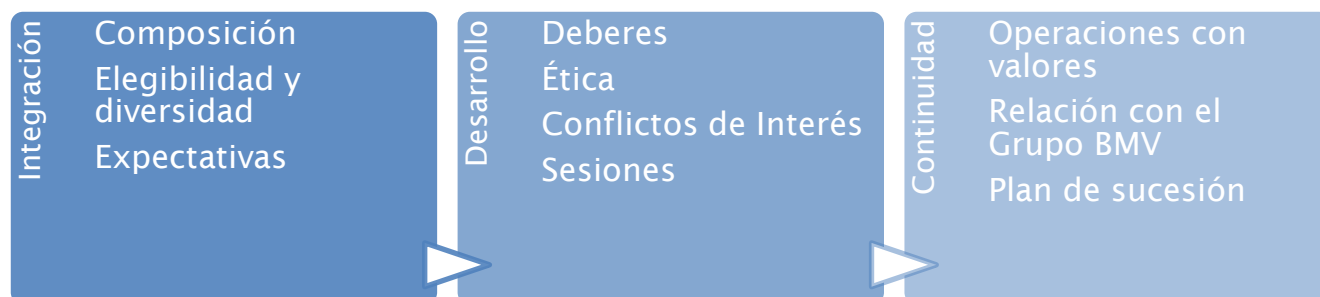 Integración
Composición
Elegibilidad y
diversidad
Expectativas
Desarrollo
Deberes
Ética
Conflictos de Interés
Sesiones
Continuidad
Operaciones con
valores
Relación con el
Grupo BMV
Plan de sucesión